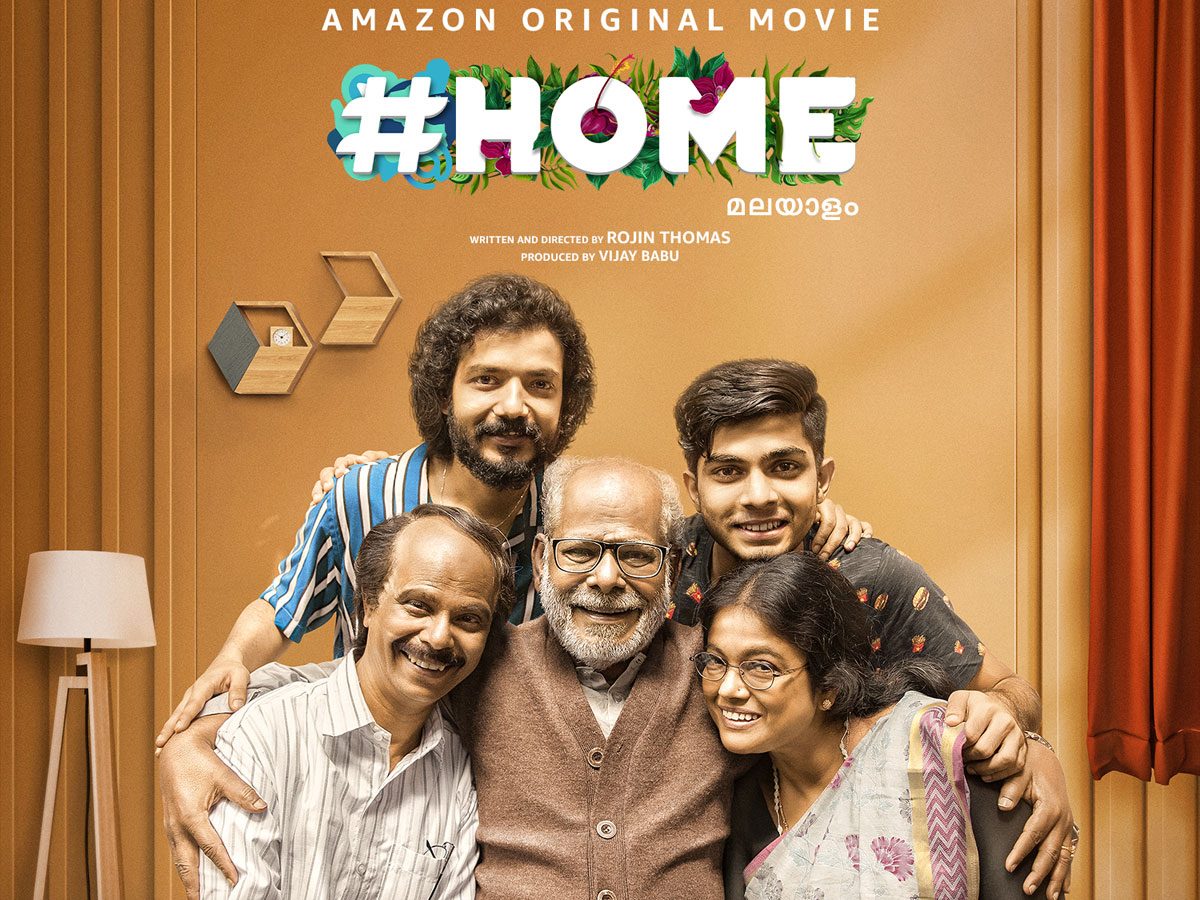 AMAZON ORIGINAL MOVIE
#HOME
മലയാളം
WRITTEN AND DIRECTED BY ROJIN THOMAS
PRODUCED BY VIJAY BABU